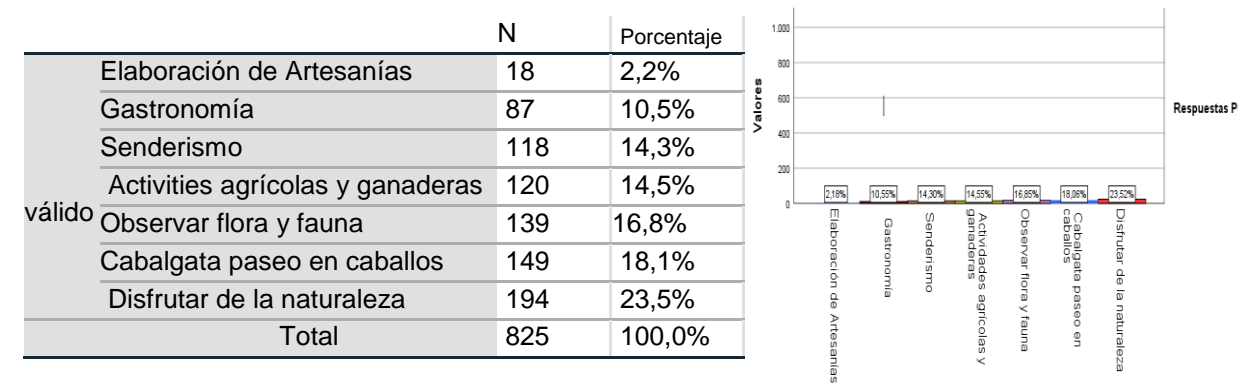 N Porcentaje
válido
Elaboración de Artesanías 18 2,2%
Gastronomía 87 10,5%
Senderismo 118 14,3%
Activities agrícolas y ganaderas 120 14,5%
Observar flora y fauna 139 16,8%
Cabalgata paseo en caballos 149 18,1%
Disfrutar de la naturaleza 194 23,5%
Total 825 100,0%
Valores
1.000
800
600
400
200
0
2,18% 10,55% 14,30% 14,55% 16,85% 18,06% 23,52%
Elaboración de Artesanías
Gastronomía
Senderismo
Actividades agrícolas y
ganaderas
Observar flora y fauna
Cabalgata paseo en
caballos
Disfrutar de la naturaleza
Respuestas P